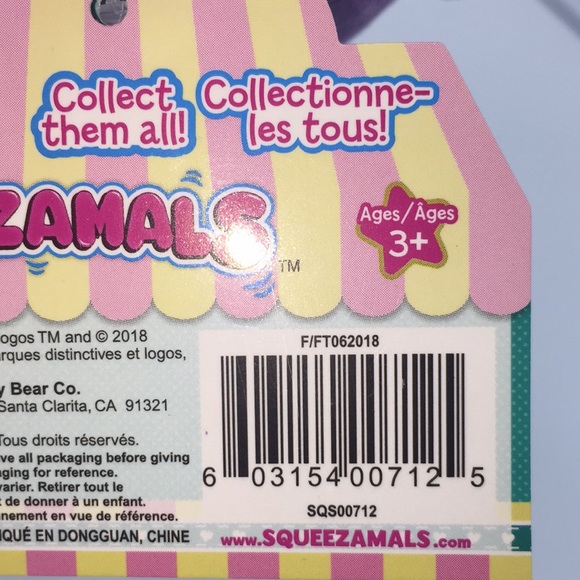 Collect
them all!
Collectionne-
les tous!
ZAMALS
TM
Ages/Âges
3+
logos TM and © 2018
arques distinctives et logos,
y Bear Co.
Santa Clarita, CA 91321
Tous droits réservés.
ve all packaging before giving
ging for reference.
varier. Retirer tout le
t de donner à un enfant.
nnement en vue de référence.
IQUÉ EN DONGGUAN, CHINE
F/FT062018
6 03154 00712 5
SQS00712
www.SQUEEZAMALS.com